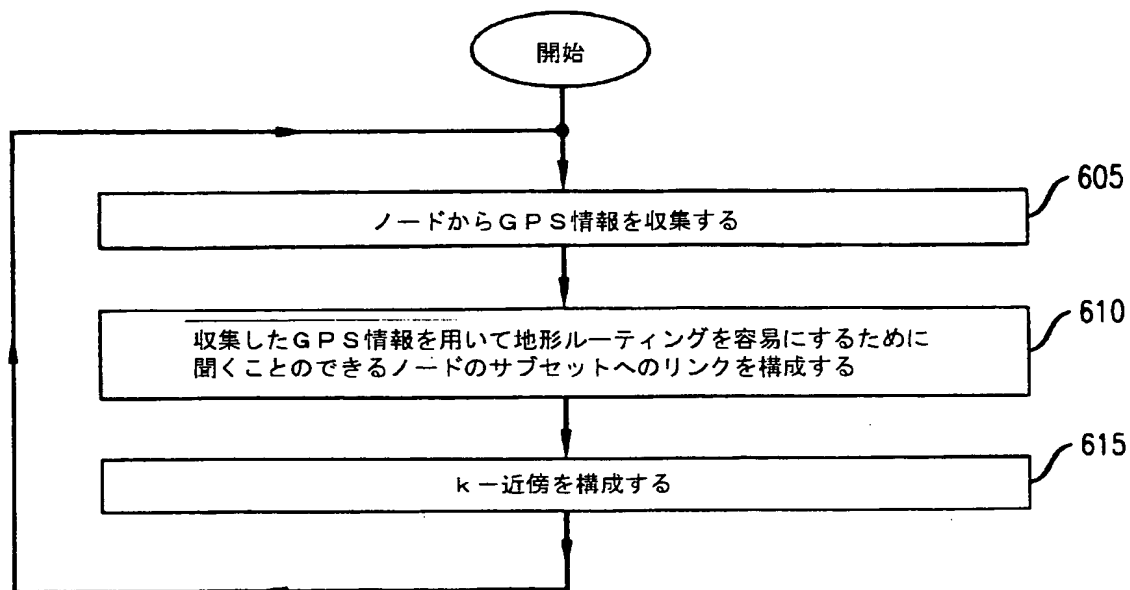 開始
605
ノードからGPS情報を収集する
610
収集したGPS情報を用いて地形ルーティングを容易にするために
聞くことのできるノードのサブセットへのリンクを構成する
615
k-近傍を構成する